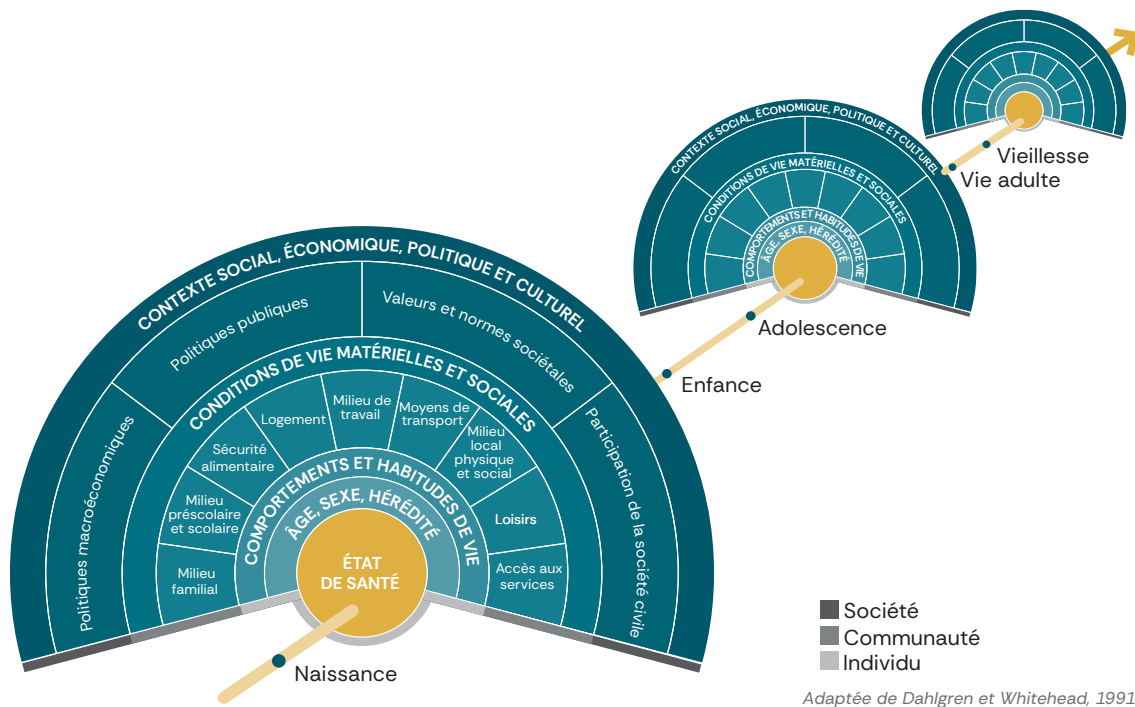 CONTEXTE SOCIAL, ÉCONOMIQUE, POLITIQUE ET CULTUREL
Politiques macroéconomiques
Politiques publiques
Valeurs et normes sociétales
Participation de la société civile
CONDITIONS DE VIE MATÉRIELLES ET SOCIALES
Milieu
familial
Milieu
préscolaire
et scolaire
Sécurité
alimentaire
Logement
Milieu de
travail
Moyens de
transport
Milieu
local
physique
et social
Loisirs
Accès aux
services
COMPORTEMENTS ET HABITUDES DE VIE
ÂGE, SEXE, HÉRÉDITÉ
ÉTAT
DE SANTÉ
Naissance
Enfance
Adolescence
CONTEXTE SOCIAL, ÉCONOMIQUE, POLITIQUE ET CULTUREL
CONDITIONS DE VIE MATÉRIELLES ET SOCIALES
COMPORTEMENTS ET HABITUDES DE VIE
ÂGE, SEXE, HÉRÉDITÉ
Vie adulte
Vieillesse
Société
Communauté
Individu
Adaptée de Dahlgren et Whitehead, 1991